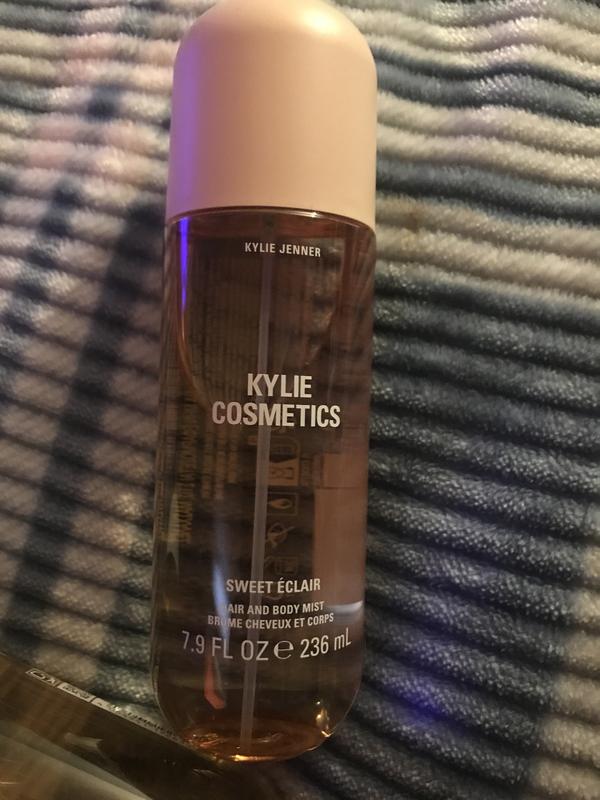 KYLIE JENNER
KYLIE
COSMETICS
SWEET ÉCLAIR
HAIR AND BODY MIST
BRUME CHEVEUX ET CORPS
7.9 FL OZ ℮ 236 mL